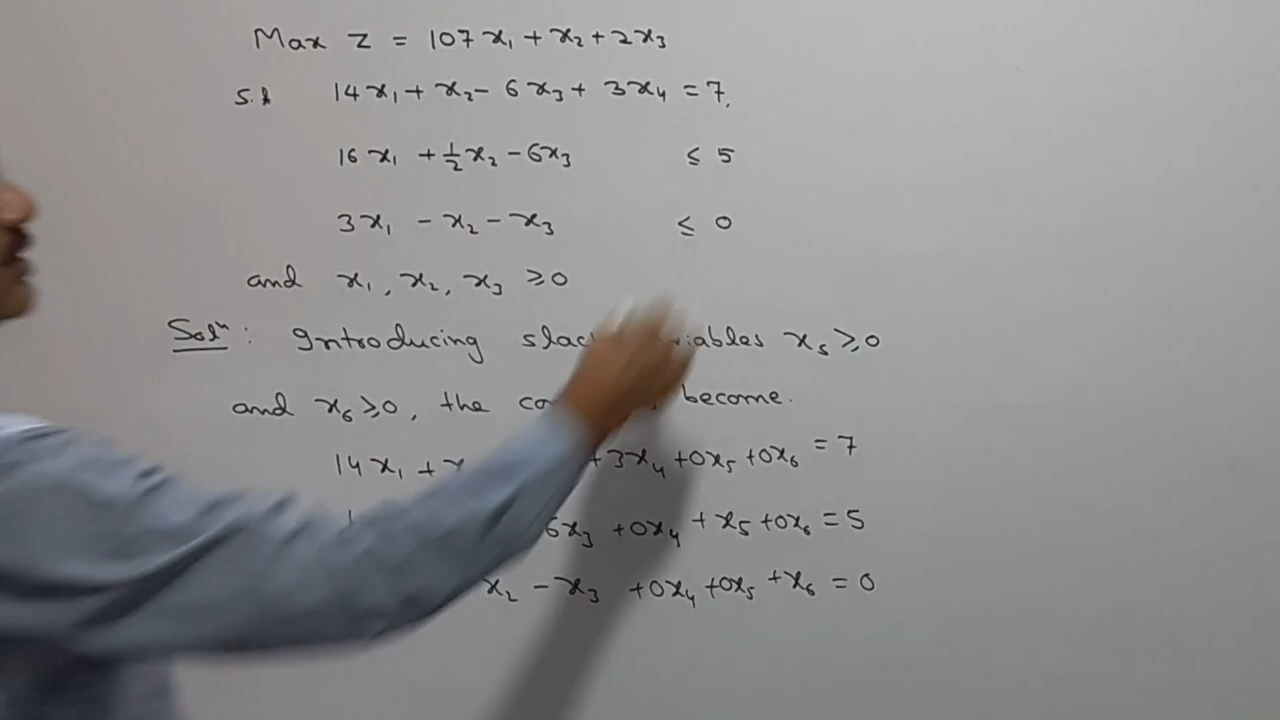 Max Z = 107x₁ + x₂ + 2x₃
S.t 14x₁ + x₂ - 6x₃ + 3x₄ = 7,
16x₁ + ½x₂ - 6x₃ ≤ 5
3x₁ - x₂ - x₃ ≤ 0
and x₁, x₂, x₃ ≥ 0
Solⁿ: Introducing x₅ ≥ 0
and x₆ ≥ 0, the become.
14x₁ + + 3x₄ + 0x₅ + 0x₆ = 7
6x₃ + 0x₄ + x₅ + 0x₆ = 5
x₂ - x₃ + 0x₄ + 0x₅ + x₆ = 0